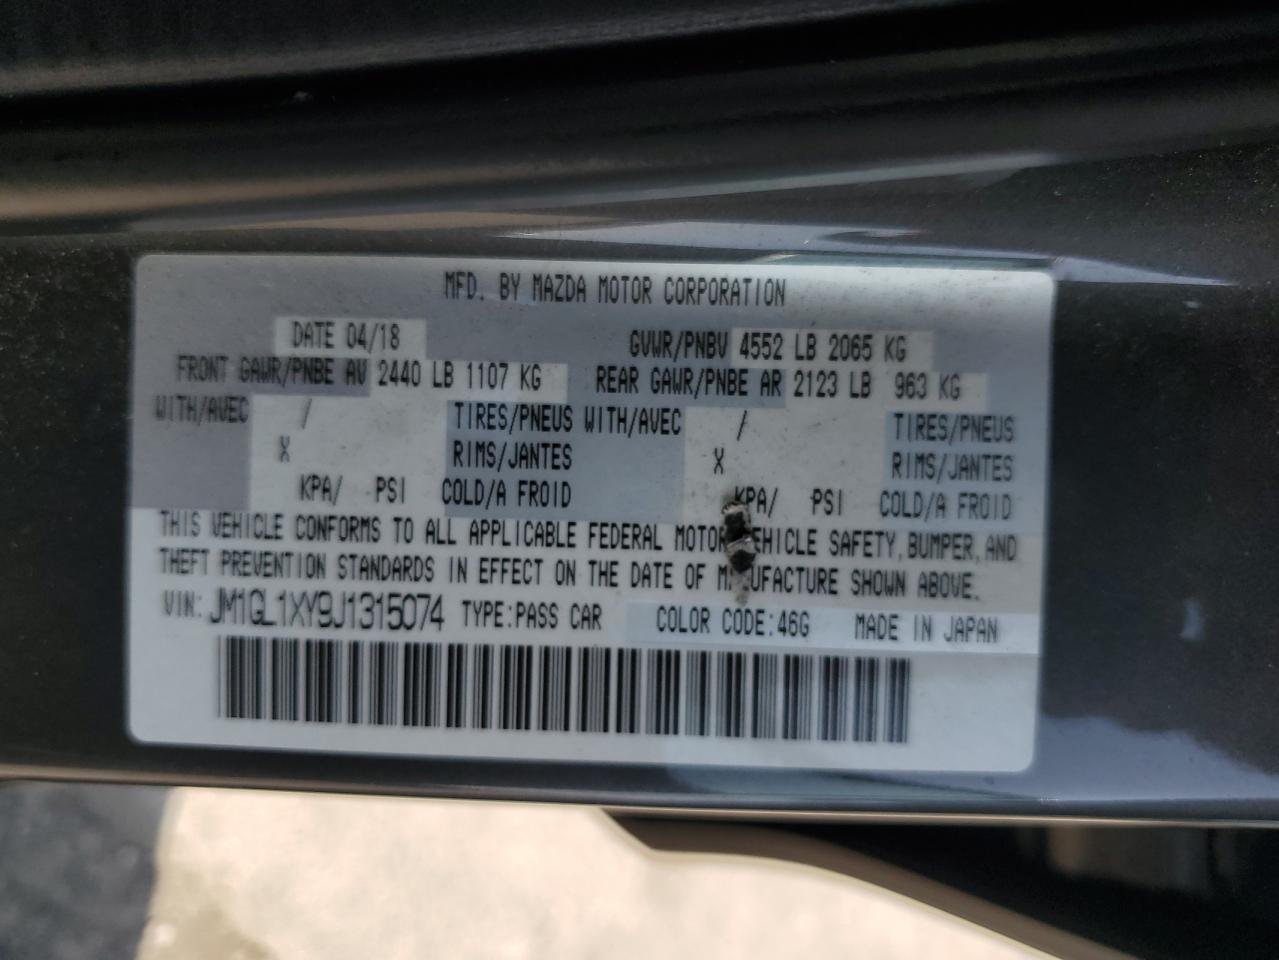 MFD. BY MAZDA MOTOR CORPORATION
DATE 04/18 GVWR/PNBV 4552 LB 2065 KG
FRONT GAWR/PNBE AV 2440 LB 1107 KG REAR GAWR/PNBE AR 2123 LB 963 KG
WITH/AVEC / TIRES/PNEUS WITH/AVEC / TIRES/PNEUS
X RIMS/JANTES X RIMS/JANTES
KPA/ PSI COLD/A FROID KPA/ PSI COLD/A FROID
THIS VEHICLE CONFORMS TO ALL APPLICABLE FEDERAL MOTOR VEHICLE SAFETY, BUMPER, AND
THEFT PREVENTION STANDARDS IN EFFECT ON THE DATE OF MANUFACTURE SHOWN ABOVE.
VIN: JM1GL1XY9J1315074 TYPE: PASS CAR COLOR CODE: 46G MADE IN JAPAN